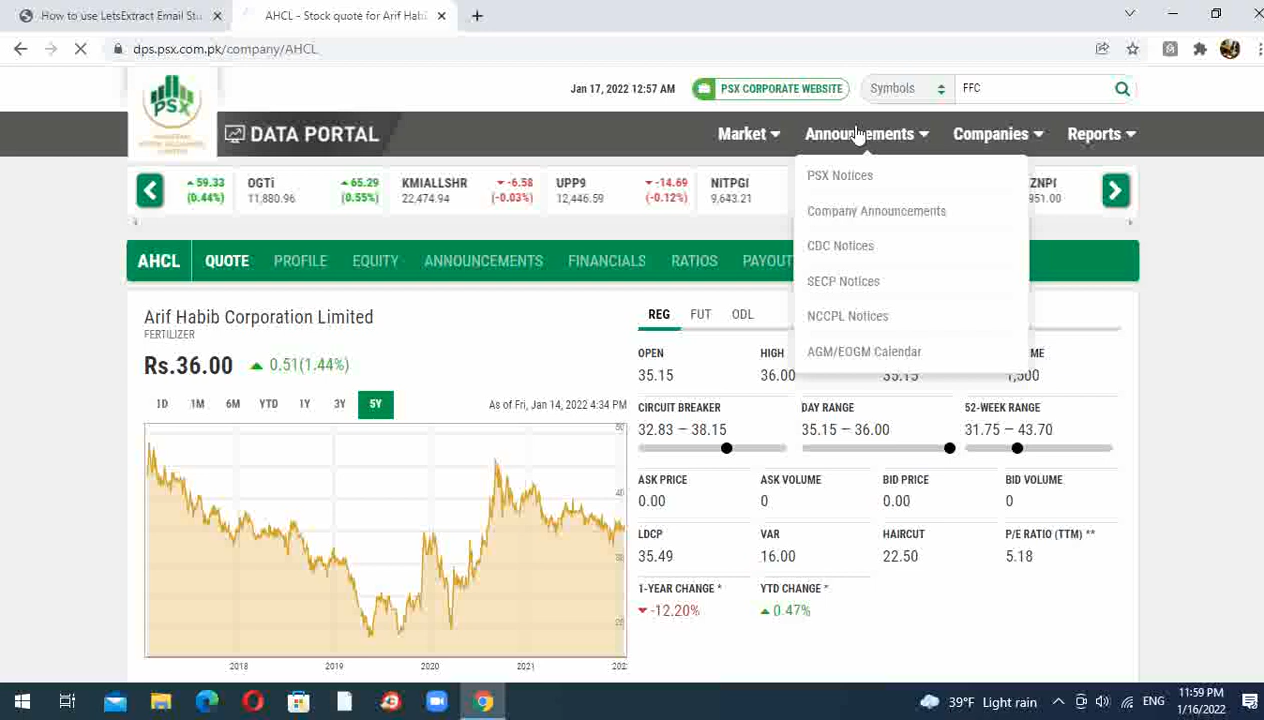 How to use LetsExtract Email Stu
AHCL - Stock quote for Arif Habi
dps.psx.com.pk/company/AHCL
PSX
Jan 17, 2022 12:57 AM
PSX CORPORATE WEBSITE
Symbols
FFC
DATA PORTAL
Market
Announcements
Companies
Reports
59.33
(0.44%)
OGTi
11,880.96
65.29
(0.55%)
KMIALLSHR
22,474.94
-6.58
(-0.03%)
UPP9
12,446.59
-14.69
(-0.12%)
NITPGI
9,643.21
ZNPI
951.00
PSX Notices
Company Announcements
CDC Notices
SECP Notices
NCCPL Notices
AGM/EOGM Calendar
AHCL
QUOTE
PROFILE
EQUITY
ANNOUNCEMENTS
FINANCIALS
RATIOS
PAYOUT
Arif Habib Corporation Limited
FERTILIZER
Rs.36.00
0.51(1.44%)
1D 1M 6M YTD 1Y 3Y 5Y
As of Fri, Jan 14, 2022 4:34 PM
2018 2019 2020 2021 202
REG FUT ODL
OPEN
35.15
HIGH
36.00
35.15
UME
1,500
CIRCUIT BREAKER
32.83 — 38.15
DAY RANGE
35.15 — 36.00
52-WEEK RANGE
31.75 — 43.70
ASK PRICE
0.00
ASK VOLUME
0
BID PRICE
0.00
BID VOLUME
0
LDCP
35.49
VAR
16.00
HAIRCUT
22.50
P/E RATIO (TTM) **
5.18
1-YEAR CHANGE *
-12.20%
YTD CHANGE *
0.47%
39°F Light rain
ENG
11:59 PM
1/16/2022